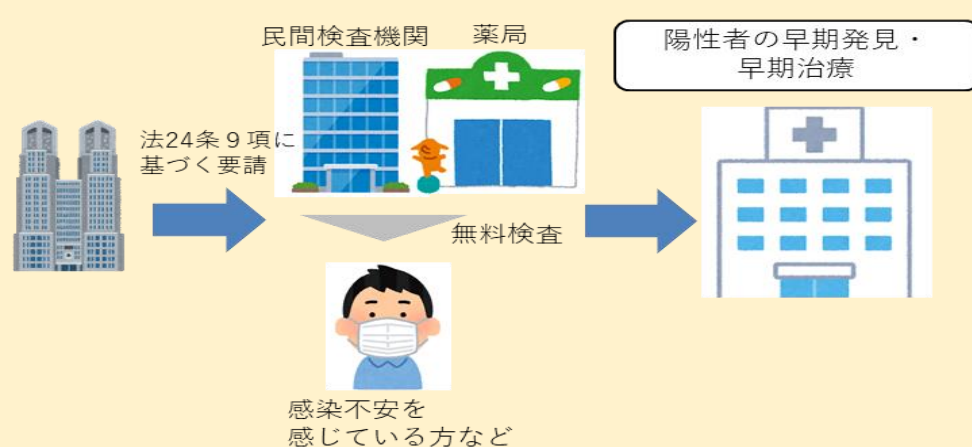 民間検査機関
薬局
陽性者の早期発見・
早期治療
法24条９項に
基づく要請
無料検査
感染不安を
感じている方など